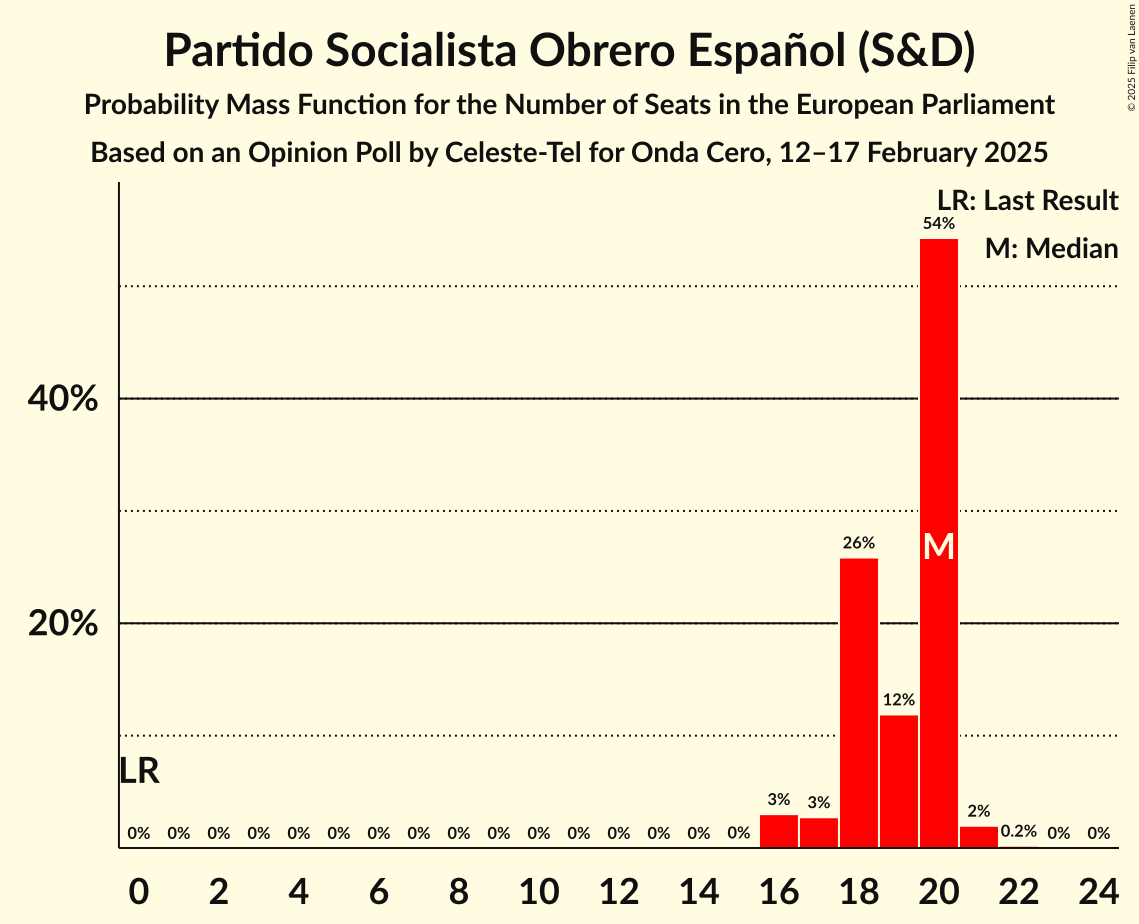 Partido Socialista Obrero Español (S&D)
Probability Mass Function for the Number of Seats in the European Parliament
Based on an Opinion Poll by Celeste-Tel for Onda Cero, 12–17 February 2025
© 2025 Filip van Laenen
LR: Last Result
M: Median
54%
40%
26%
M
20%
12%
LR
0% 0% 0% 0% 0% 0% 0% 0% 0% 0% 0% 0% 0% 0% 0% 0% 3% 3% 2% 0.2% 0% 0%
0 2 4 6 8 10 12 14 16 18 20 22 24